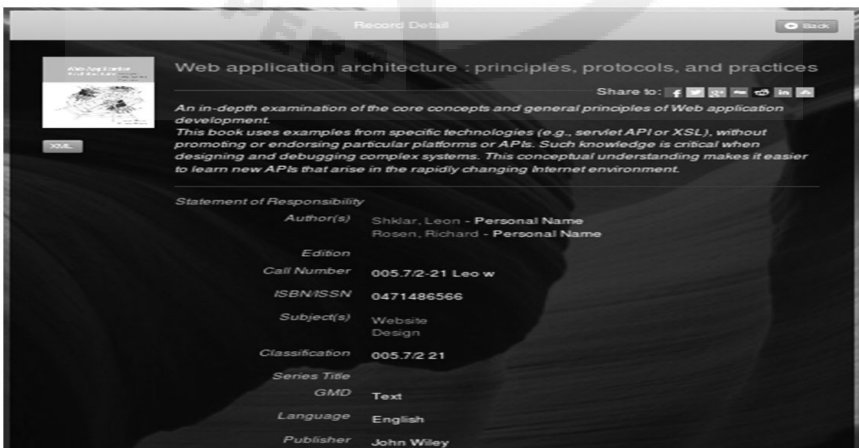 Record Detail
Back
Web application architecture : principles, protocols, and practices
Share to:
XML
An in-depth examination of the core concepts and general principles of Web application
development.
This book uses examples from specific technologies (e.g., servlet API or XSL), without
promoting or endorsing particular platforms or APIs. Such knowledge is critical when
designing and debugging complex systems. This conceptual understanding makes it easier
to learn new APIs that arise in the rapidly changing Internet environment.
Statement of Responsibility
Author(s) Shklar, Leon - Personal Name
Rosen, Richard - Personal Name
Edition
Call Number 005.7/2-21 Leo w
ISBN/ISSN 0471486566
Subject(s) Website
Design
Classification 005.7/2 21
Series Title
GMD Text
Language English
Publisher John Wiley